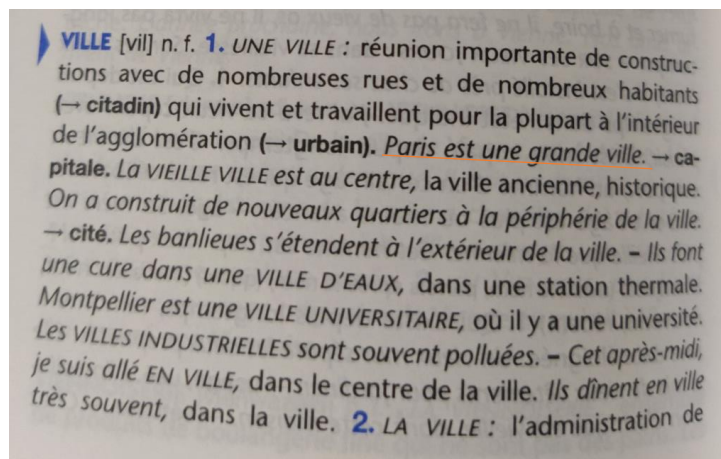 VILLE [vil] n. f. 1. UNE VILLE : réunion importante de construc-
tions avec de nombreuses rues et de nombreux habitants
(→ citadin) qui vivent et travaillent pour la plupart à l'intérieur
de l'agglomération (→ urbain). Paris est une grande ville. → ca-
pitale. La VIEILLE VILLE est au centre, la ville ancienne, historique.
On a construit de nouveaux quartiers à la périphérie de la ville.
→ cité. Les banlieues s'étendent à l'extérieur de la ville. – Ils font
une cure dans une VILLE D'EAUX, dans une station thermale.
Montpellier est une VILLE UNIVERSITAIRE, où il y a une université.
Les VILLES INDUSTRIELLES sont souvent polluées. – Cet après-midi,
je suis allé EN VILLE, dans le centre de la ville. Ils dînent en ville
très souvent, dans la ville. 2. LA VILLE : l'administration de